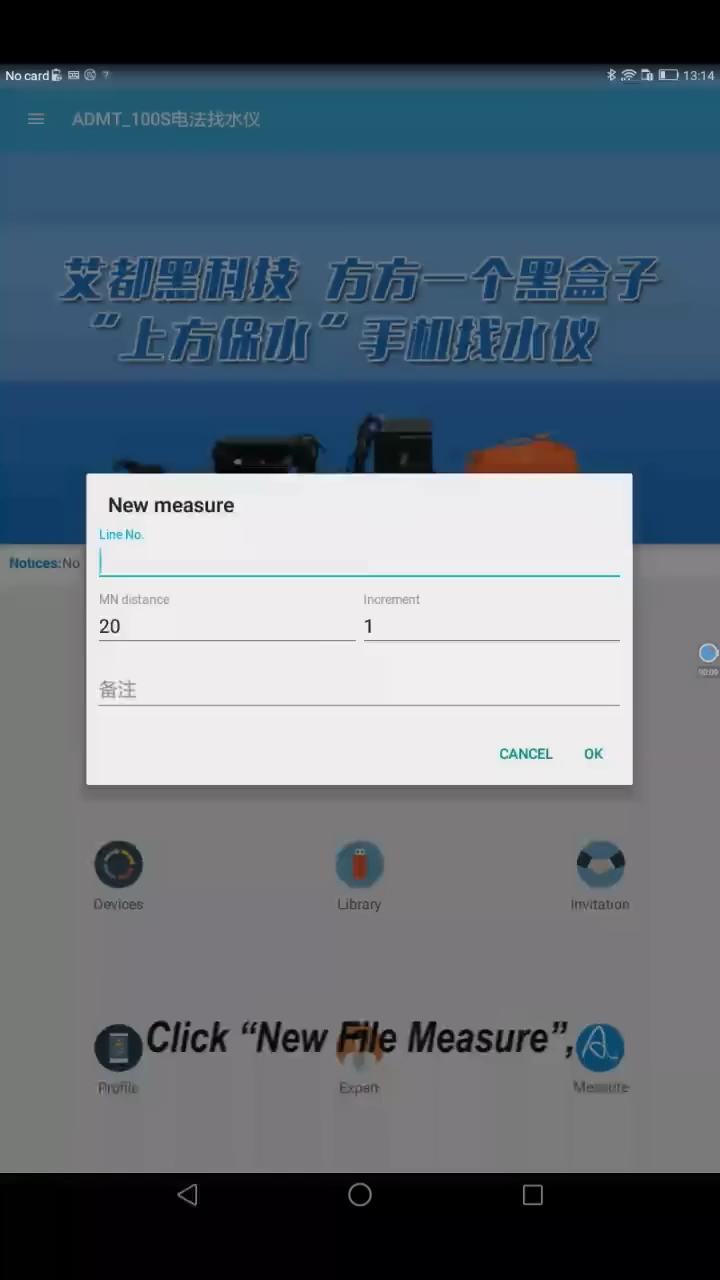 No card
13:14
ADMT_100S电法找水仪
艾都黑科技 方方一个黑盒子
“上方保水“手机找水仪
New measure
Line No.
Notices:No
MN distance
Increment
20
1
00:09
备注
CANCEL
OK
Devices
Library
Invitation
Click “New File Measure”,
Profile
Expert
Measure